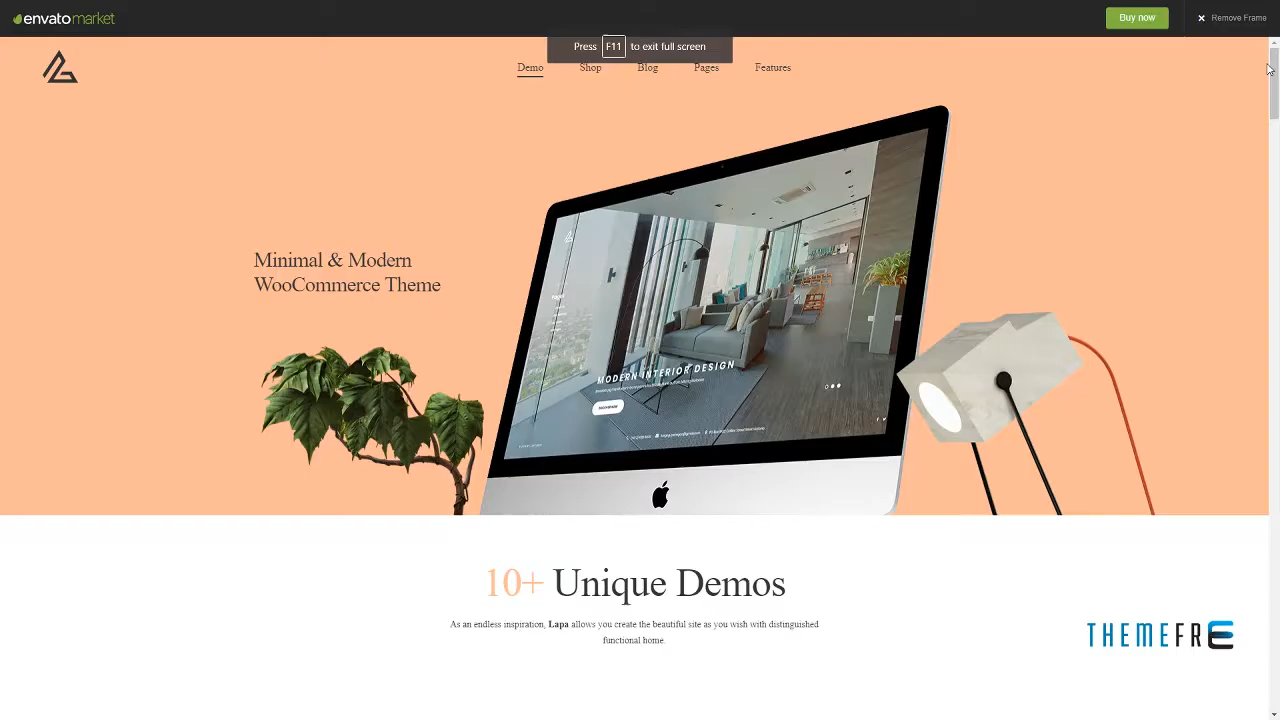 envato market
Buy now
Remove Frame
Press F11 to exit full screen
Demo
Shop
Blog
Pages
Features
Minimal & Modern
WooCommerce Theme
MODERN INTERIOR DESIGN
10+ Unique Demos
As an endless inspiration, Lapa allows you create the beautiful site as you wish with distinguished
functional home.
THEMEFRE